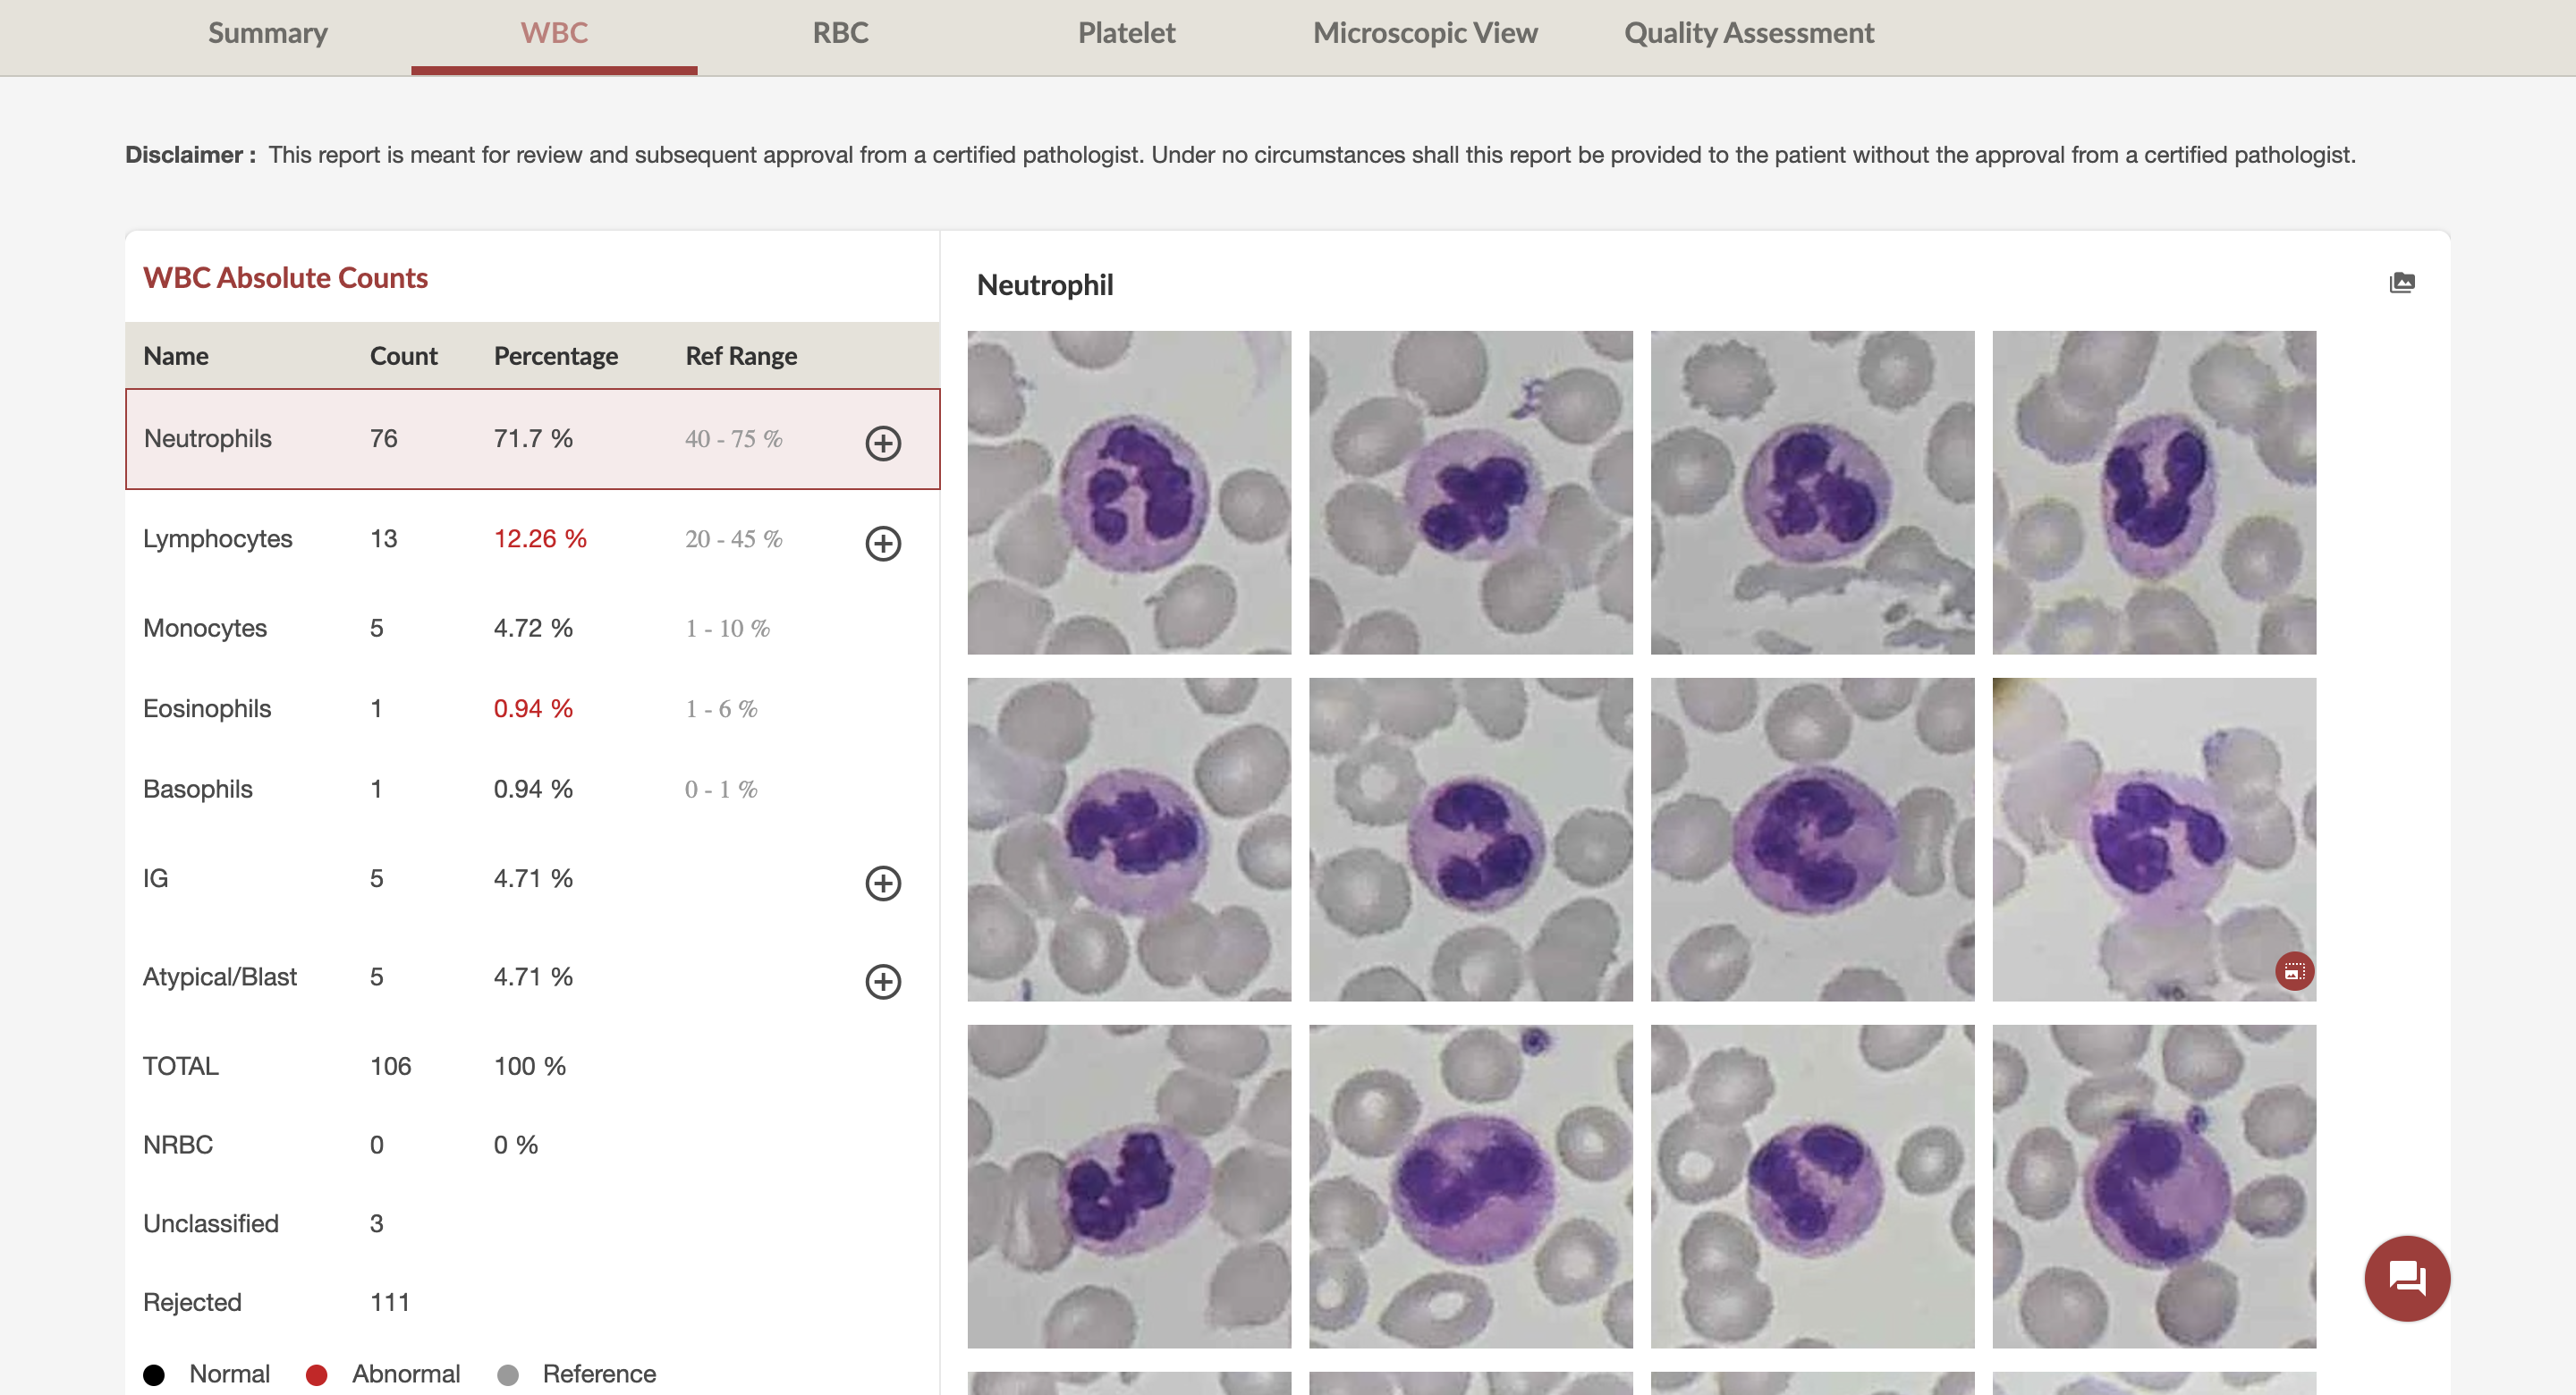 Summary WBC RBC Platelet Microscopic View Quality Assessment
Disclaimer : This report is meant for review and subsequent approval from a certified pathologist. Under no circumstances shall this report be provided to the patient without the approval from a certified pathologist.
WBC Absolute Counts
Name Count Percentage Ref Range
Neutrophils 76 71.7 % 40 - 75 %
Lymphocytes 13 12.26 % 20 - 45 %
Monocytes 5 4.72 % 1 - 10 %
Eosinophils 1 0.94 % 1 - 6 %
Basophils 1 0.94 % 0 - 1 %
IG 5 4.71 %
Atypical/Blast 5 4.71 %
TOTAL 106 100 %
NRBC 0 0 %
Unclassified 3
Rejected 111
Normal Abnormal Reference
Neutrophil